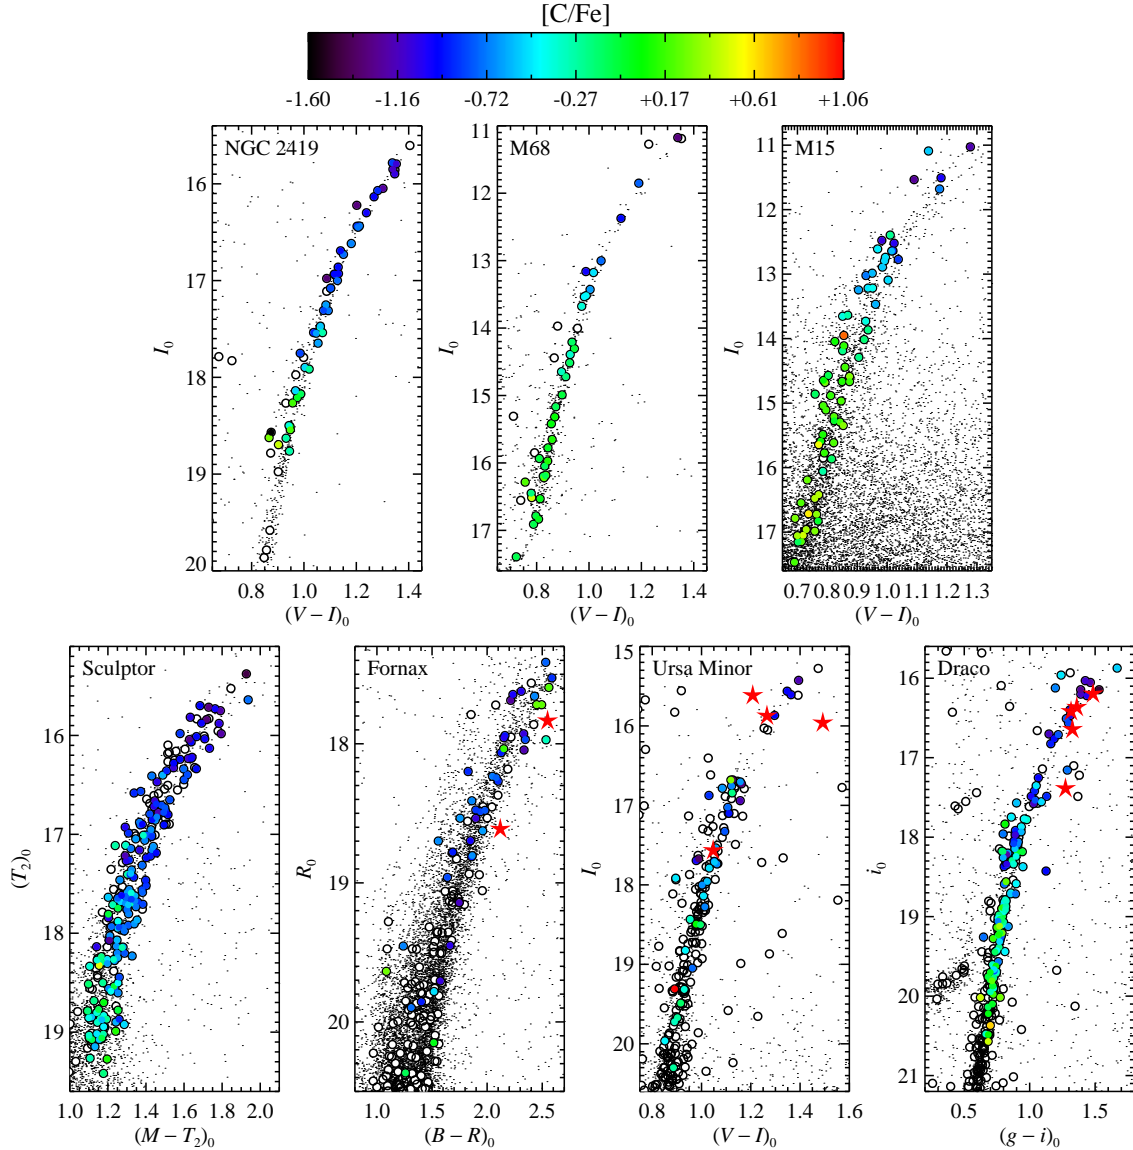 [C/Fe]
-1.60 -1.16 -0.72 -0.27 +0.17 +0.61 +1.06
NGC 2419
16
17
18
19
20
I0
0.8 1.0 1.2 1.4
(V − I)0
M68
11
12
13
14
15
16
17
I0
0.8 1.0 1.2 1.4
(V − I)0
M15
11
12
13
14
15
16
17
I0
0.7 0.8 0.9 1.0 1.1 1.2 1.3
(V − I)0
Sculptor
16
17
18
19
(T2)0
1.0 1.2 1.4 1.6 1.8 2.0
(M − T2)0
Fornax
18
19
20
R0
1.0 1.5 2.0 2.5
(B − R)0
Ursa Minor
15
16
17
18
19
20
I0
0.8 1.0 1.2 1.4 1.6
(V − I)0
Draco
16
17
18
19
20
21
i0
0.5 1.0 1.5
(g − i)0